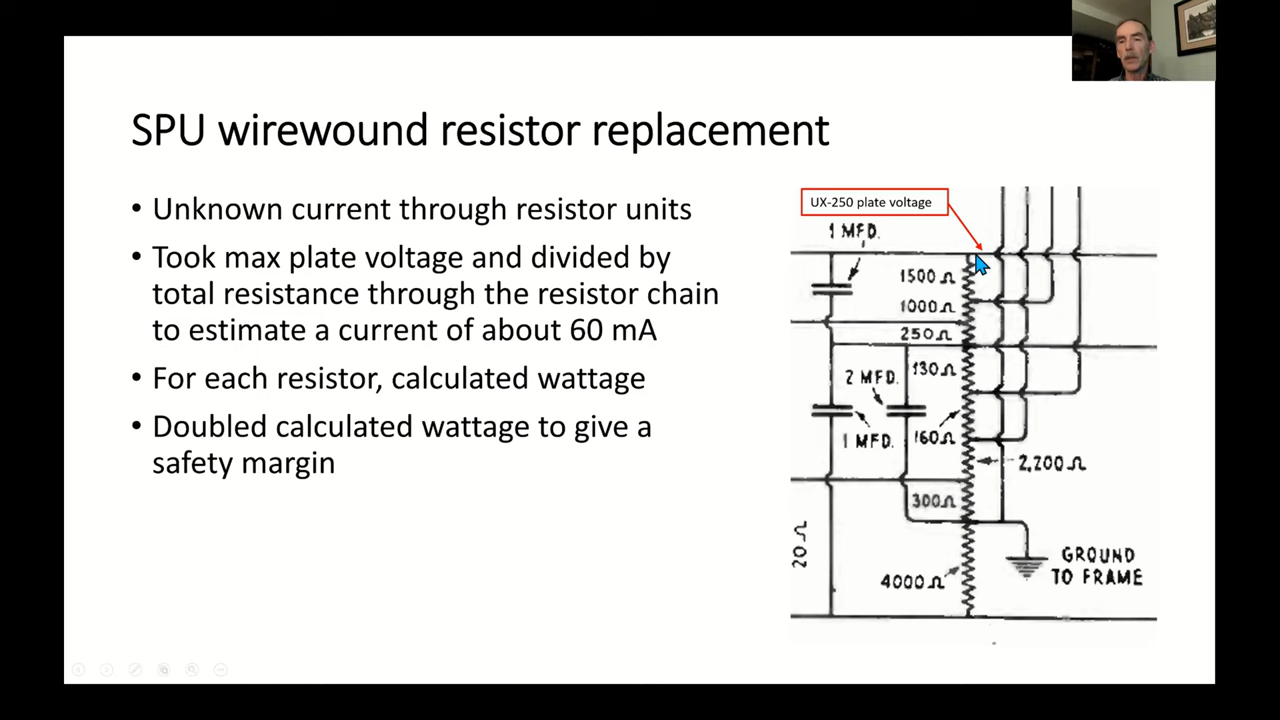 SPU wirewound resistor replacement
• Unknown current through resistor units
• Took max plate voltage and divided by
total resistance through the resistor chain
to estimate a current of about 60 mA
• For each resistor, calculated wattage
• Doubled calculated wattage to give a
safety margin
UX-250 plate voltage
1 MFD.
1500 Ω
1000 Ω
250 Ω
130 Ω
2 MFD.
1 MFD.
160 Ω
2,200 Ω
300 Ω
20 Ω
4000 Ω
GROUND
TO FRAME